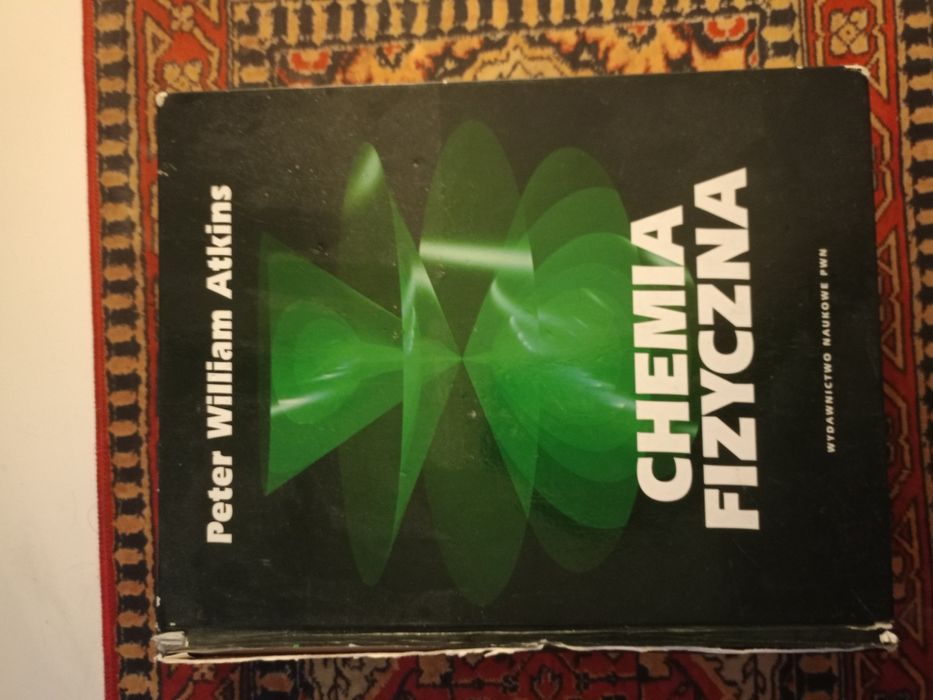 Peter William Atkins
CHEMIA
FIZYCZNA
WYDAWNICTWO NAUKOWE PWN